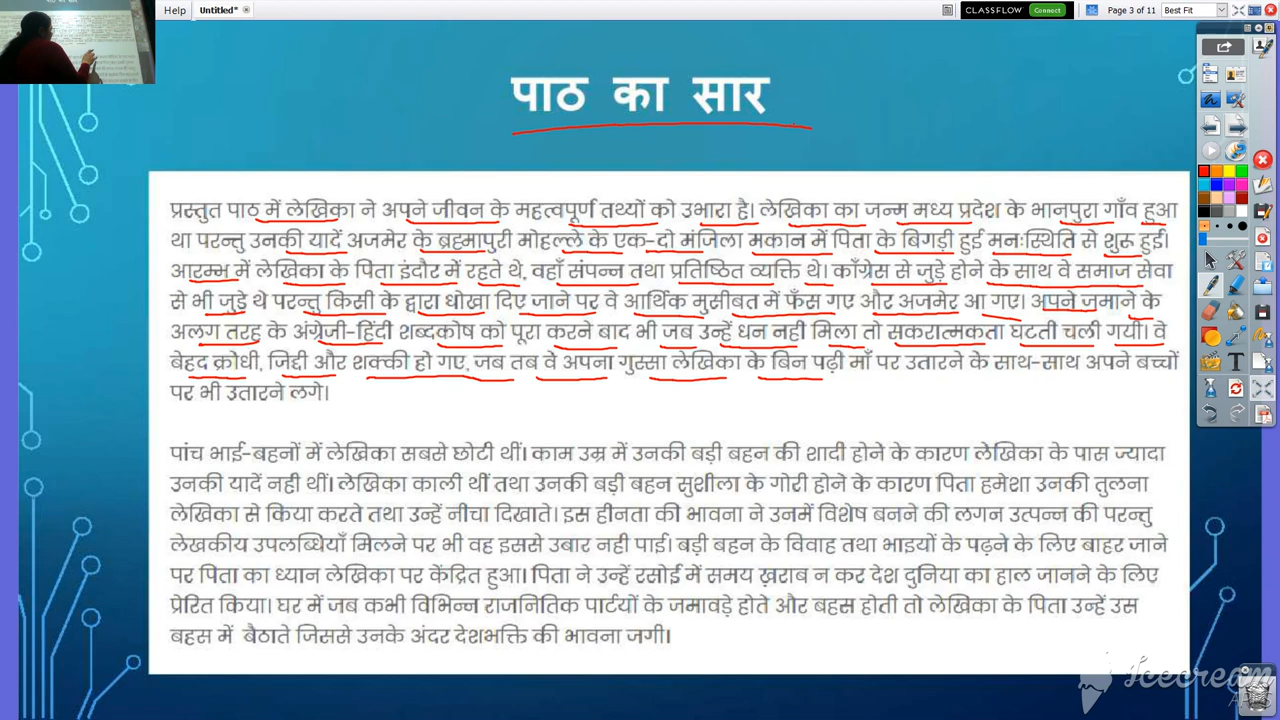 Help
Untitled*
CLASSFLOW Connect
Page 3 of 11
Best Fit
पाठ का सार
प्रस्तुत पाठ में लेखिका ने अपने जीवन के महत्वपूर्ण तथ्यों को उभारा है। लेखिका का जन्म मध्य प्रदेश के भानपुरा गाँव हुआ
था परन्तु उनकी यादें अजमेर के ब्रह्मापुरी मोहल्ले के एक-दो मंजिला मकान में पिता के बिगड़ी हुई मनःस्थिति से शुरू हुई।
आरम्भ में लेखिका के पिता इंदौर में रहते थे, वहाँ संपन्न तथा प्रतिष्ठित व्यक्ति थे। काँग्रेस से जुड़े होने के साथ वे समाज सेवा
से भी जुड़े थे परन्तु किसी के द्वारा धोखा दिए जाने पर वे आर्थिक मुसीबत में फँस गए और अजमेर आ गए। अपने जमाने के
अलग तरह के अंग्रेजी-हिंदी शब्दकोष को पूरा करने बाद भी जब उन्हें धन नही मिला तो सकरात्मकता घटती चली गयी। वे
बेहद क्रोधी, जिद्दी और शक्की हो गए, जब तब वे अपना गुस्सा लेखिका के बिन पढ़ी माँ पर उतारने के साथ-साथ अपने बच्चों
पर भी उतारने लगे।
पांच भाई-बहनों में लेखिका सबसे छोटी थीं। काम उम्र में उनकी बड़ी बहन की शादी होने के कारण लेखिका के पास ज्यादा
उनकी यादें नही थीं। लेखिका काली थीं तथा उनकी बड़ी बहन सुशीला के गोरी होने के कारण पिता हमेशा उनकी तुलना
लेखिका से किया करते तथा उन्हें नीचा दिखाते। इस हीनता की भावना ने उनमें विशेष बनने की लगन उत्पन्न की परन्तु
लेखकीय उपलब्धियाँ मिलने पर भी वह इससे उबार नही पाई। बड़ी बहन के विवाह तथा भाइयों के पढ़ने के लिए बाहर जाने
पर पिता का ध्यान लेखिका पर केंद्रित हुआ। पिता ने उन्हें रसोई में समय ख़राब न कर देश दुनिया का हाल जानने के लिए
प्रेरित किया। घर में जब कभी विभिन्न राजनितिक पार्टयों के जमावड़े होते और बहस होती तो लेखिका के पिता उन्हें उस
बहस में बैठाते जिससे उनके अंदर देशभक्ति की भावना जगी।
Icecream
APPS